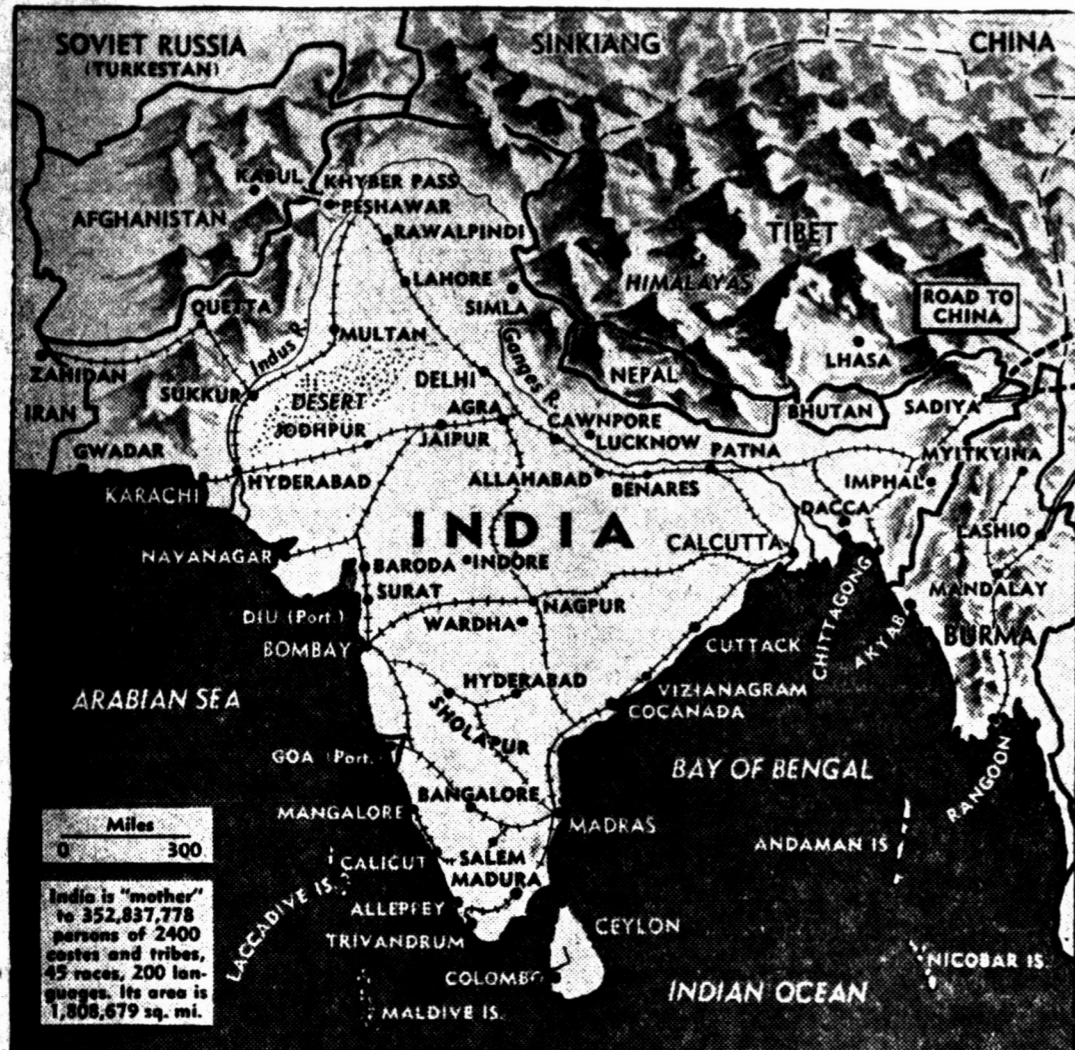 SOVIET RUSSIA
(TURKESTAN)
SINKIANG
CHINA
KABUL
KHYBER PASS
PESHAWAR
AFGHANISTAN
RAWALPINDI
TIBET
LAHORE
HIMALAYAS
SIMLA
QUETTA
ROAD TO
CHINA
MULTAN
Indus R.
Ganges R.
LHASA
ZAHIDAN
NEPAL
DELHI
SUKKUR
DESERT
BHUTAN
SADIYA
IRAN
AGRA
CAWNPORE
JODHPUR
JAIPUR
LUCKNOW
PATNA
GWADAR
MYITKYINA
HYDERABAD
ALLAHABAD
BENARES
IMPHAL
KARACHI
DACCA
INDIA
LASHIO
NAVANAGAR
CALCUTTA
BARODA
INDORE
SURAT
MANDALAY
NAGPUR
DIU (Port.)
WARDHA
CHITTAGONG
AKYAB
BURMA
BOMBAY
CUTTACK
HYDERABAD
VIZIANAGRAM
ARABIAN SEA
SHOLAPUR
COCANADA
GOA (Port.)
BAY OF BENGAL
RANGOON
BANGALORE
MANGALORE
MADRAS
Miles
0 300
ANDAMAN IS
CALICUT
SALEM
MADURA
LACCADIVE IS.
ALLEPPEY
CEYLON
TRIVANDRUM
NICOBAR IS.
COLOMBO
INDIAN OCEAN
MALDIVE IS.
India is "mother"
to 352,837,778
persons of 2400
castes and tribes,
45 races, 200 lan-
guages. Its area is
1,808,679 sq. mi.